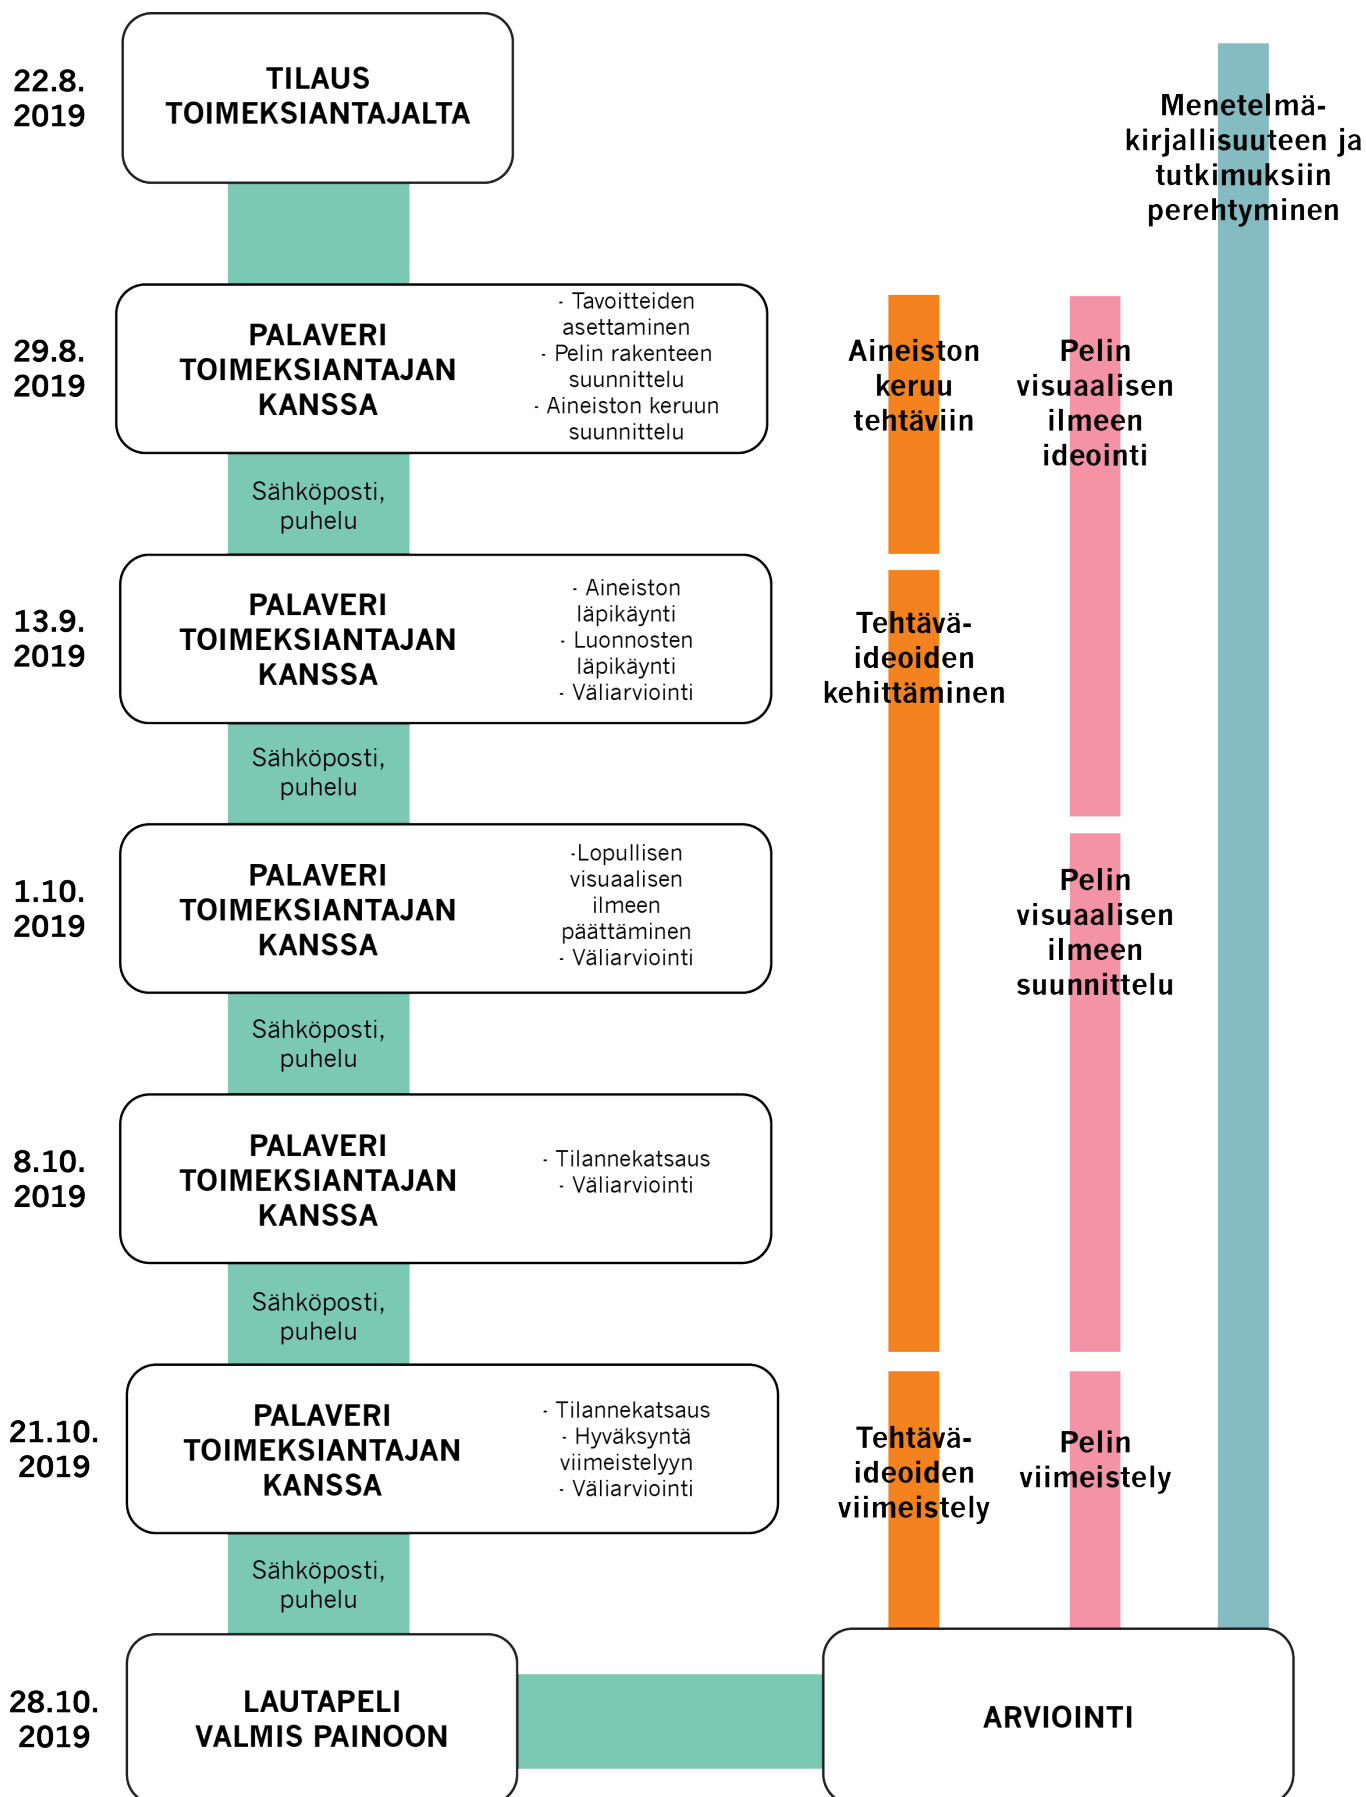 22.8.
2019
TILAUS
TOIMEKSIANTAJALTA
Menetelmä-
kirjallisuuteen ja
tutkimuksiin
perehtyminen
29.8.
2019
PALAVERI
TOIMEKSIANTAJAN
KANSSA
- Tavoitteiden
asettaminen
- Pelin rakenteen
suunnittelu
- Aineiston keruun
suunnittelu
Aineiston
keruu
tehtäviin
Pelin
visuaalisen
ilmeen
ideointi
Sähköposti,
puhelu
13.9.
2019
PALAVERI
TOIMEKSIANTAJAN
KANSSA
- Aineiston
läpikäynti
- Luonnosten
läpikäynti
- Väliarviointi
Tehtävä-
ideoiden
kehittäminen
Sähköposti,
puhelu
1.10.
2019
PALAVERI
TOIMEKSIANTAJAN
KANSSA
-Lopullisen
visuaalisen
ilmeen
päättäminen
- Väliarviointi
Pelin
visuaalisen
ilmeen
suunnittelu
Sähköposti,
puhelu
8.10.
2019
PALAVERI
TOIMEKSIANTAJAN
KANSSA
- Tilannekatsaus
- Väliarviointi
Sähköposti,
puhelu
21.10.
2019
PALAVERI
TOIMEKSIANTAJAN
KANSSA
- Tilannekatsaus
- Hyväksyntä
viimeistelyyn
- Väliarviointi
Tehtävä-
ideoiden
viimeistely
Pelin
viimeistely
Sähköposti,
puhelu
28.10.
2019
LAUTAPELI
VALMIS PAINOON
ARVIOINTI